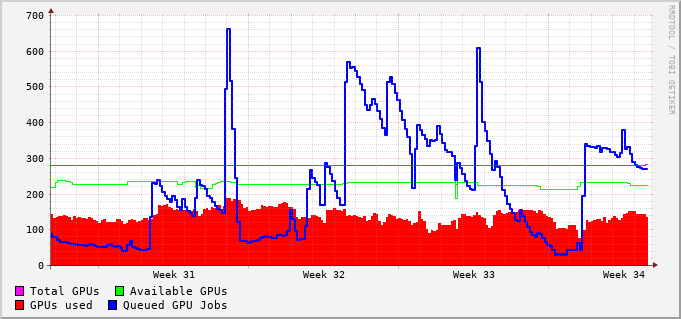 700
600
500
400
300
200
100
0
Week 31 Week 32 Week 33 Week 34
Total GPUs Available GPUs
GPUs used Queued GPU Jobs
RRDTOOL / TOBI OETIKER